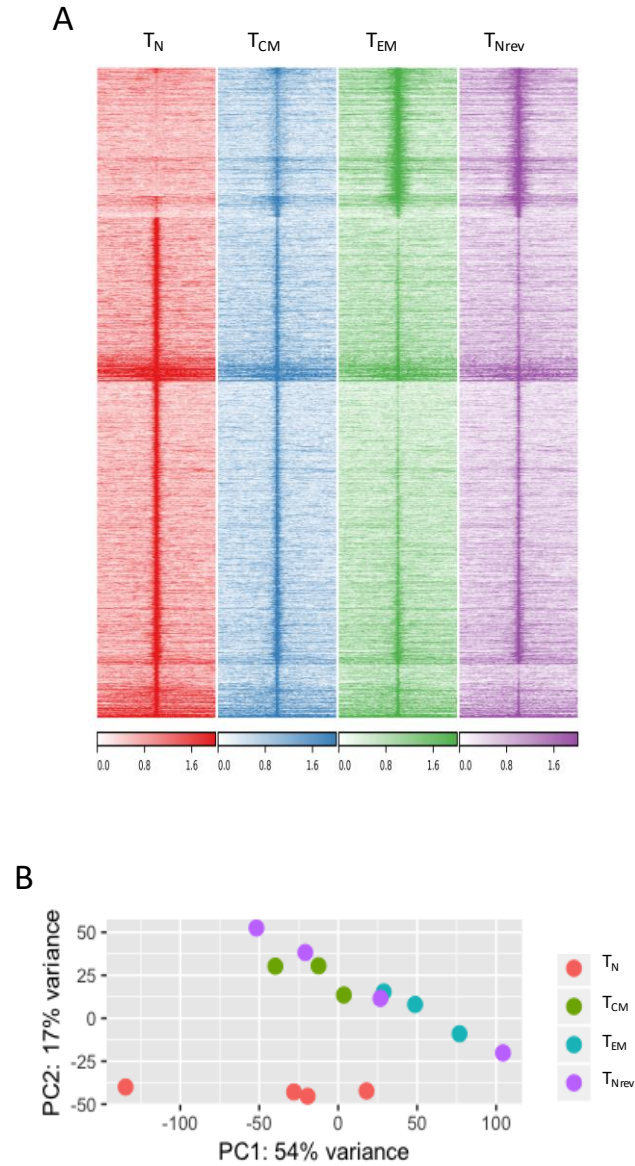 A
TN TCM TEM TNrev
0.0 0.8 1.6 0.0 0.8 1.6 0.0 0.8 1.6 0.0 0.8 1.6
B
PC2: 17% variance
50
25
0
-25
-50
-100 -50 0 50 100
PC1: 54% variance
TN
TCM
TEM
TNrev